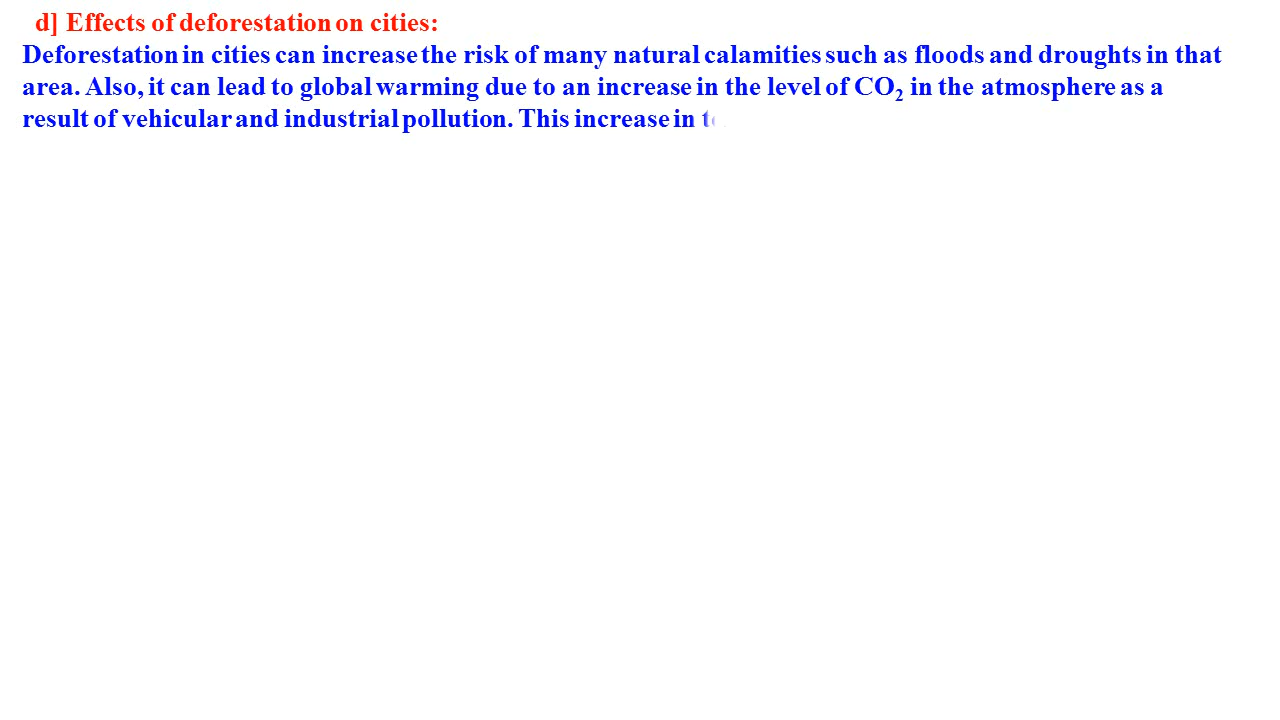 d] Effects of deforestation on cities:
Deforestation in cities can increase the risk of many natural calamities such as floods and droughts in that
area. Also, it can lead to global warming due to an increase in the level of CO₂ in the atmosphere as a
result of vehicular and industrial pollution. This increase in